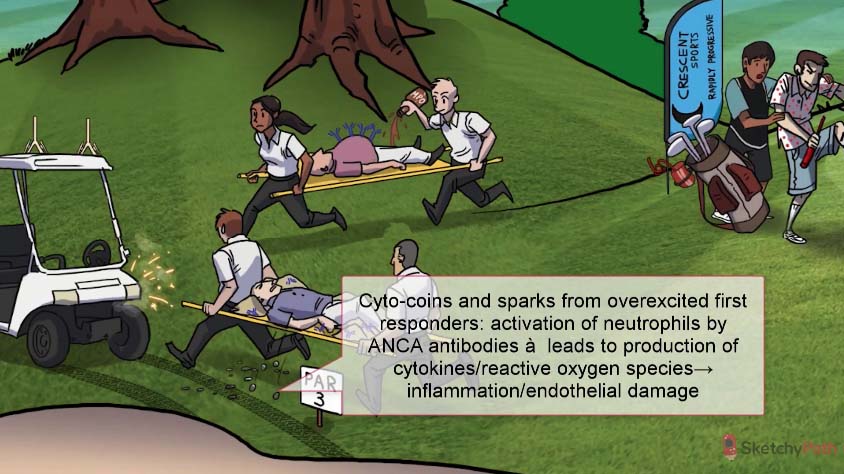 CRESCENT
SPORTS
RAPIDLY PROGRESSIVE
Cyto-coins and sparks from overexcited first
responders: activation of neutrophils by
ANCA antibodies à  leads to production of
cytokines/reactive oxygen species→
inflammation/endothelial damage
PAR
3
SketchyPath